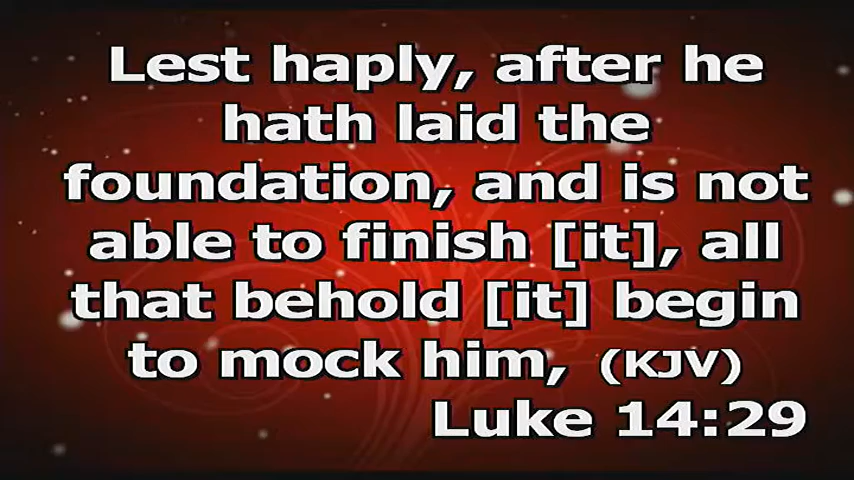 Lest haply, after he
hath laid the
foundation, and is not
able to finish [it], all
that behold [it] begin
to mock him, (KJV)
Luke 14:29